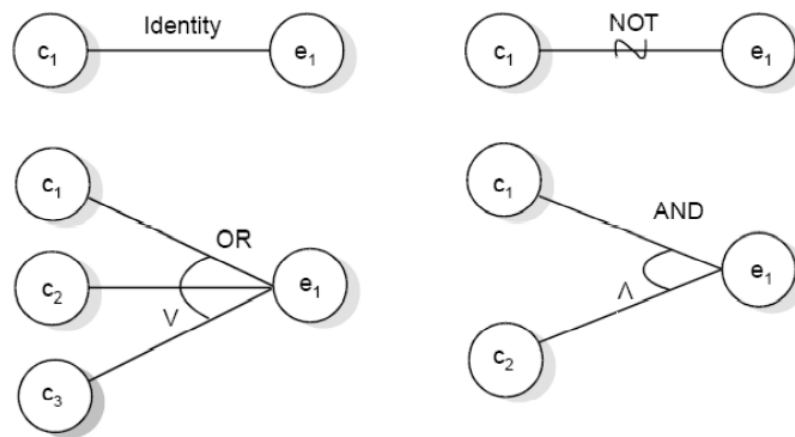 Identity
c1 e1
NOT
c1 e1
c1
OR
c2 e1
V
c3
c1
AND
e1
Λ
c2